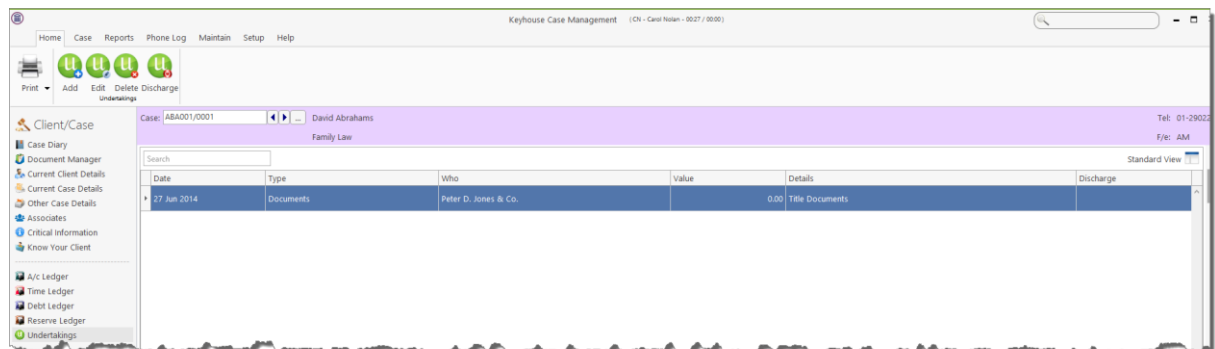 Keyhouse Case Management (CN - Carol Nolan - 00:27 / 00:00)
Home Case Reports Phone Log Maintain Setup Help
Print Add Edit Delete Discharge
Undertakings
Client/Case
Case: ABA001/0001 ... David Abrahams Tel: 01-29022
Family Law F/e: AM
Case Diary
Document Manager
Current Client Details
Current Case Details
Other Case Details
Associates
Critical Information
Know Your Client
A/c Ledger
Time Ledger
Debt Ledger
Reserve Ledger
Undertakings
Search Standard View
Date Type Who Value Details Discharge
27 Jun 2014 Documents Peter D. Jones & Co. 0.00 Title Documents